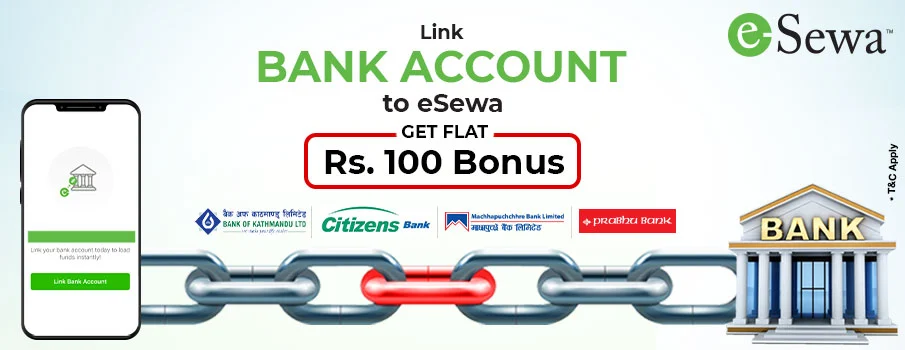 Link
BANK ACCOUNT
to eSewa
GET FLAT
Rs. 100 Bonus
eSewa™
• T&C Apply
बैंक अफ काठमाण्डू लिमिटेड
BANK OF KATHMANDU LTD
Citizens Bank
Machhapuchchhre Bank Limited
माछापुच्छ्रे बैंक लिमिटेड
PRABHU BANK
Link your bank account today to load
funds instantly!
Link Bank Account
BANK